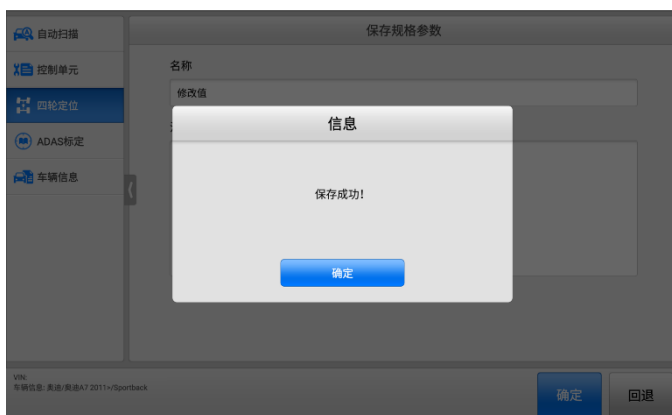 自动扫描
保存规格参数
控制单元
名称
修改值
四轮定位
信息
ADAS标定
车辆信息
保存成功!
确定
VIN:
车辆信息: 奥迪/奥迪A7 2011>/Sportback
确定
回退